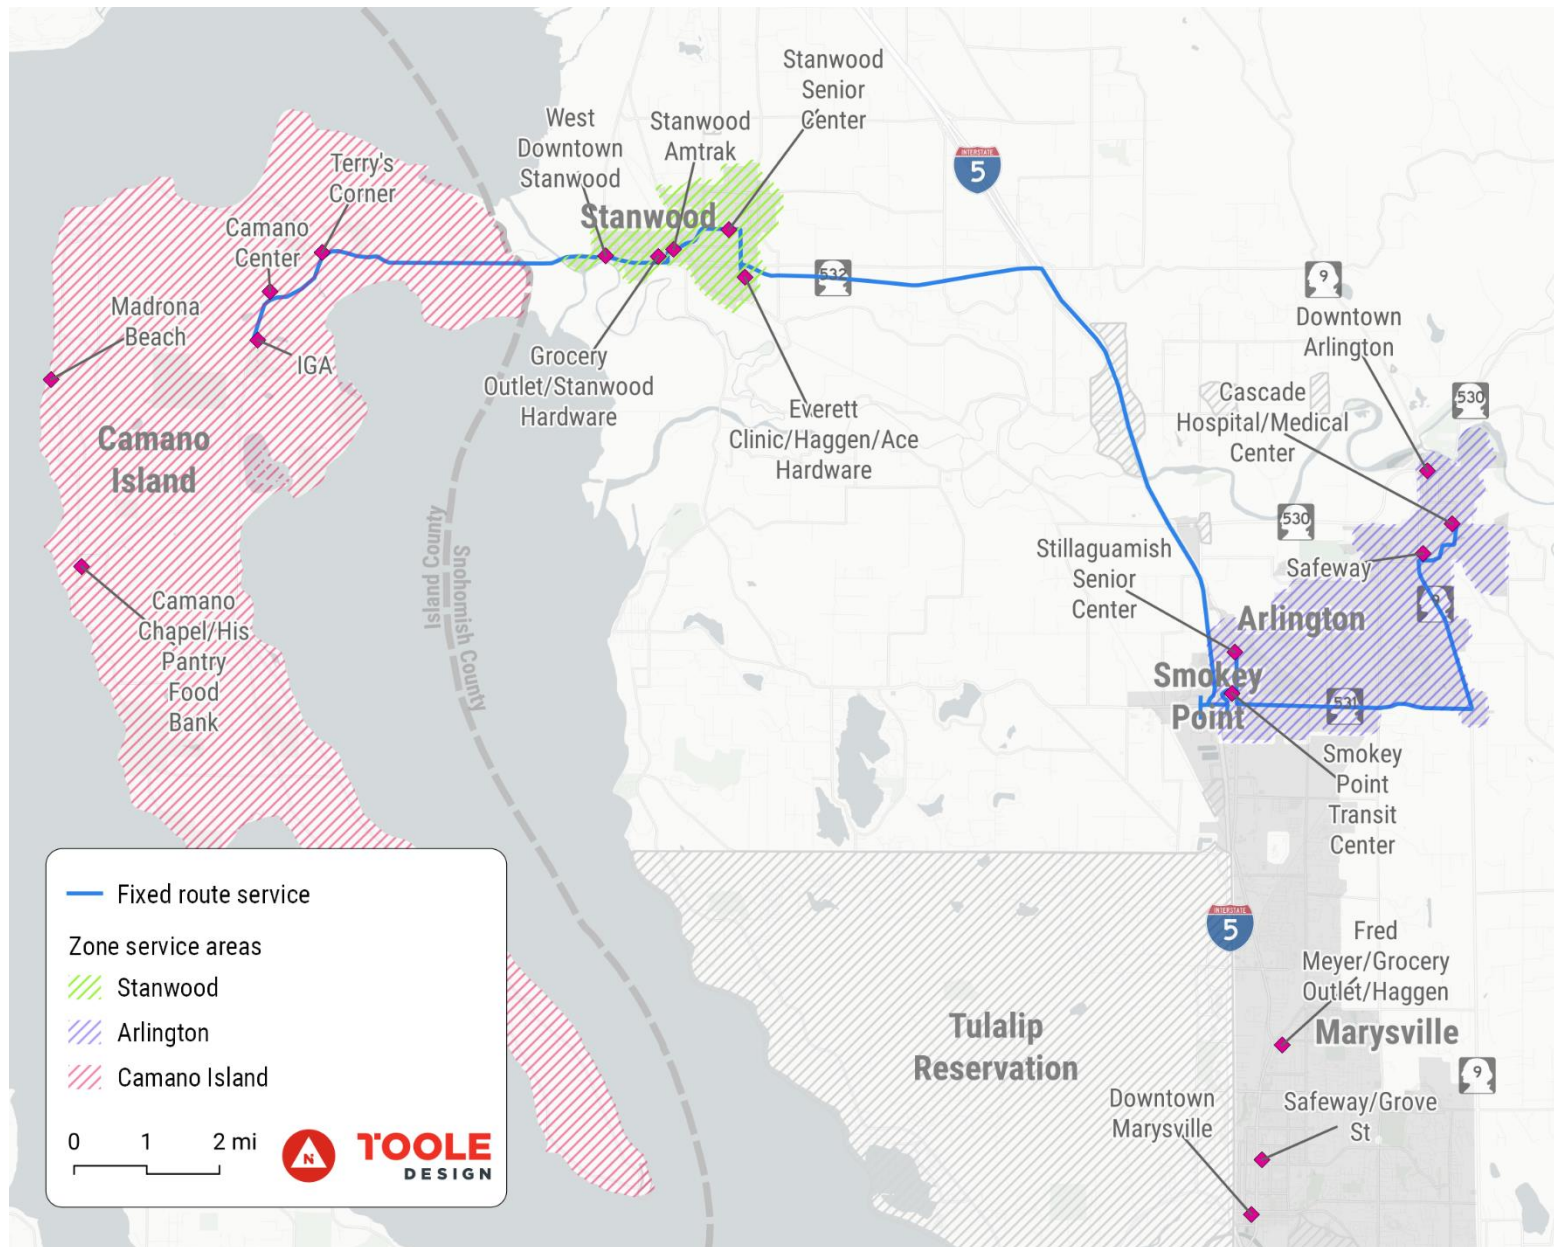 Stanwood
Senior
Center
West
Downtown
Stanwood
Stanwood
Amtrak
INTERSTATE
5
Terry's
Corner
Stanwood
Camano
Center
532
9
Madrona
Beach
Downtown
Arlington
IGA
Grocery
Outlet/Stanwood
Hardware
Everett
Clinic/Haggen/Ace
Hardware
Cascade
Hospital/Medical
Center
530
Camano
Island
530
Island County
Snohomish County
Stillaguamish
Senior
Center
Safeway
9
Camano
Chapel/His
Pantry
Food
Bank
Arlington
Smokey
Point
531
Smokey
Point
Transit
Center
Fixed route service
Zone service areas
Stanwood
Arlington
Camano Island
0 1 2 mi
N
TOOLE
DESIGN
INTERSTATE
5
Fred
Meyer/Grocery
Outlet/Haggen
Tulalip
Reservation
Marysville
9
Downtown
Marysville
Safeway/Grove
St